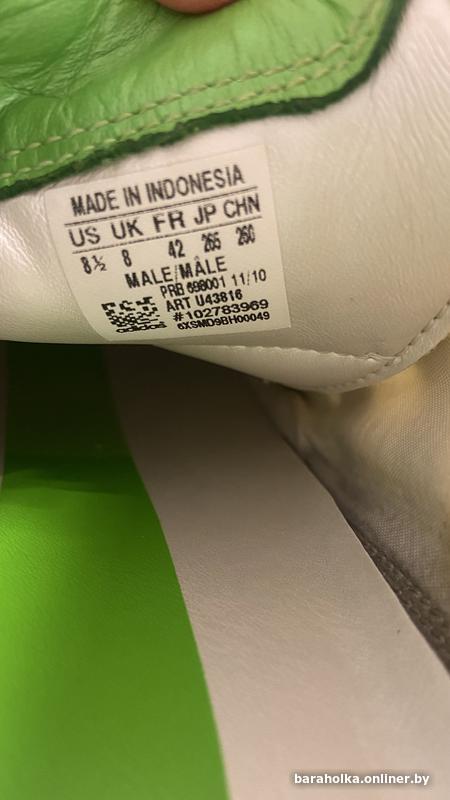 MADE IN INDONESIA
US UK FR JP CHN
8½ 8 42 265 260
MALE/MÂLE
PRB 698001 11/10
ART U43816
#102783969
adidas 6XSMD9BH00049
baraholka.onliner.by